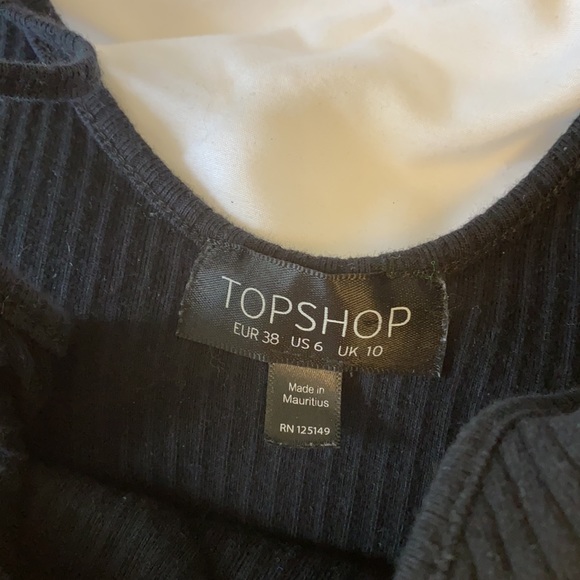 TOPSHOP
EUR 38 US 6 UK 10
Made in
Mauritius
RN 125149